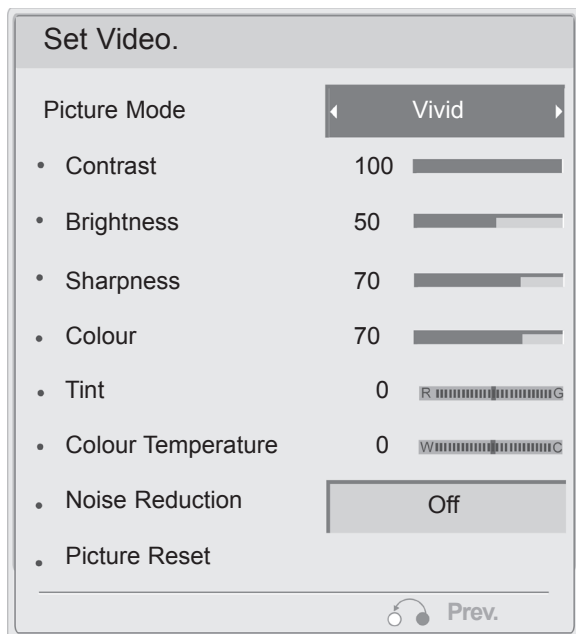 Set Video.
Picture Mode Vivid
• Contrast 100
• Brightness 50
• Sharpness 70
• Colour 70
• Tint 0 R G
• Colour Temperature 0 W C
• Noise Reduction Off
• Picture Reset
Prev.